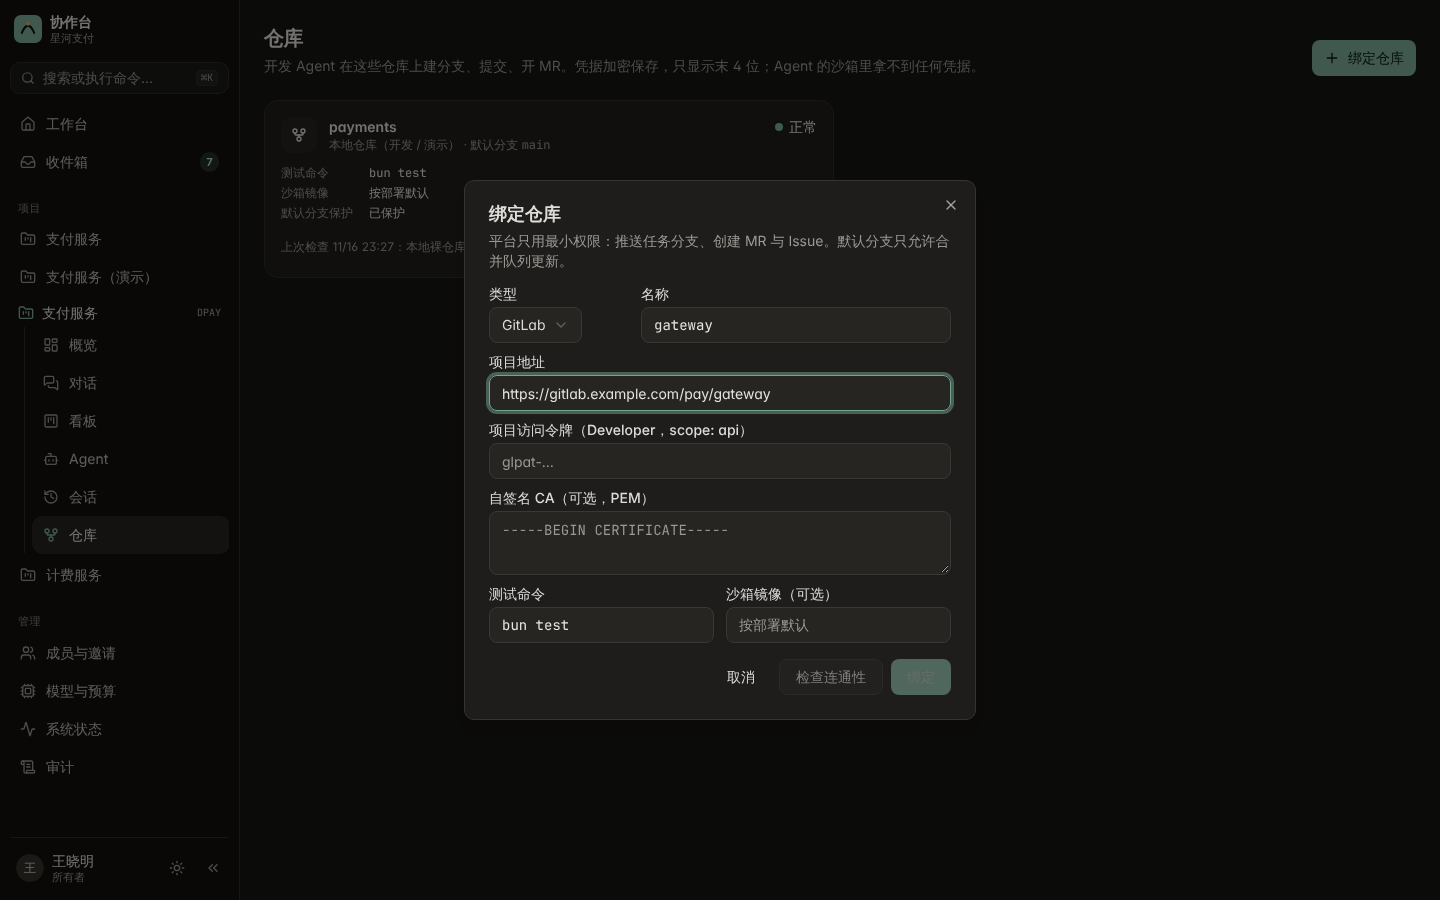 协作台
星河支付
搜索或执行命令... ⌘K
工作台
收件箱 7
项目
支付服务
支付服务（演示）
支付服务 DPAY
概览
对话
看板
Agent
会话
仓库
计费服务
管理
成员与邀请
模型与预算
系统状态
审计
王 王晓明
所有者
仓库
开发 Agent 在这些仓库上建分支、提交、开 MR。凭据加密保存，只显示末 4 位；Agent 的沙箱里拿不到任何凭据。
绑定仓库
payments 正常
本地仓库（开发 / 演示） · 默认分支 main
测试命令 bun test
沙箱镜像 按部署默认
默认分支保护 已保护
上次检查 11/16 23:27：本地裸仓库
绑定仓库
平台只用最小权限：推送任务分支、创建 MR 与 Issue。默认分支只允许合
并队列更新。
类型 名称
GitLab gateway
项目地址
https://gitlab.example.com/pay/gateway
项目访问令牌（Developer，scope: api）
glpat-...
自签名 CA（可选，PEM）
-----BEGIN CERTIFICATE-----
测试命令 沙箱镜像（可选）
bun test 按部署默认
取消 检查连通性 绑定